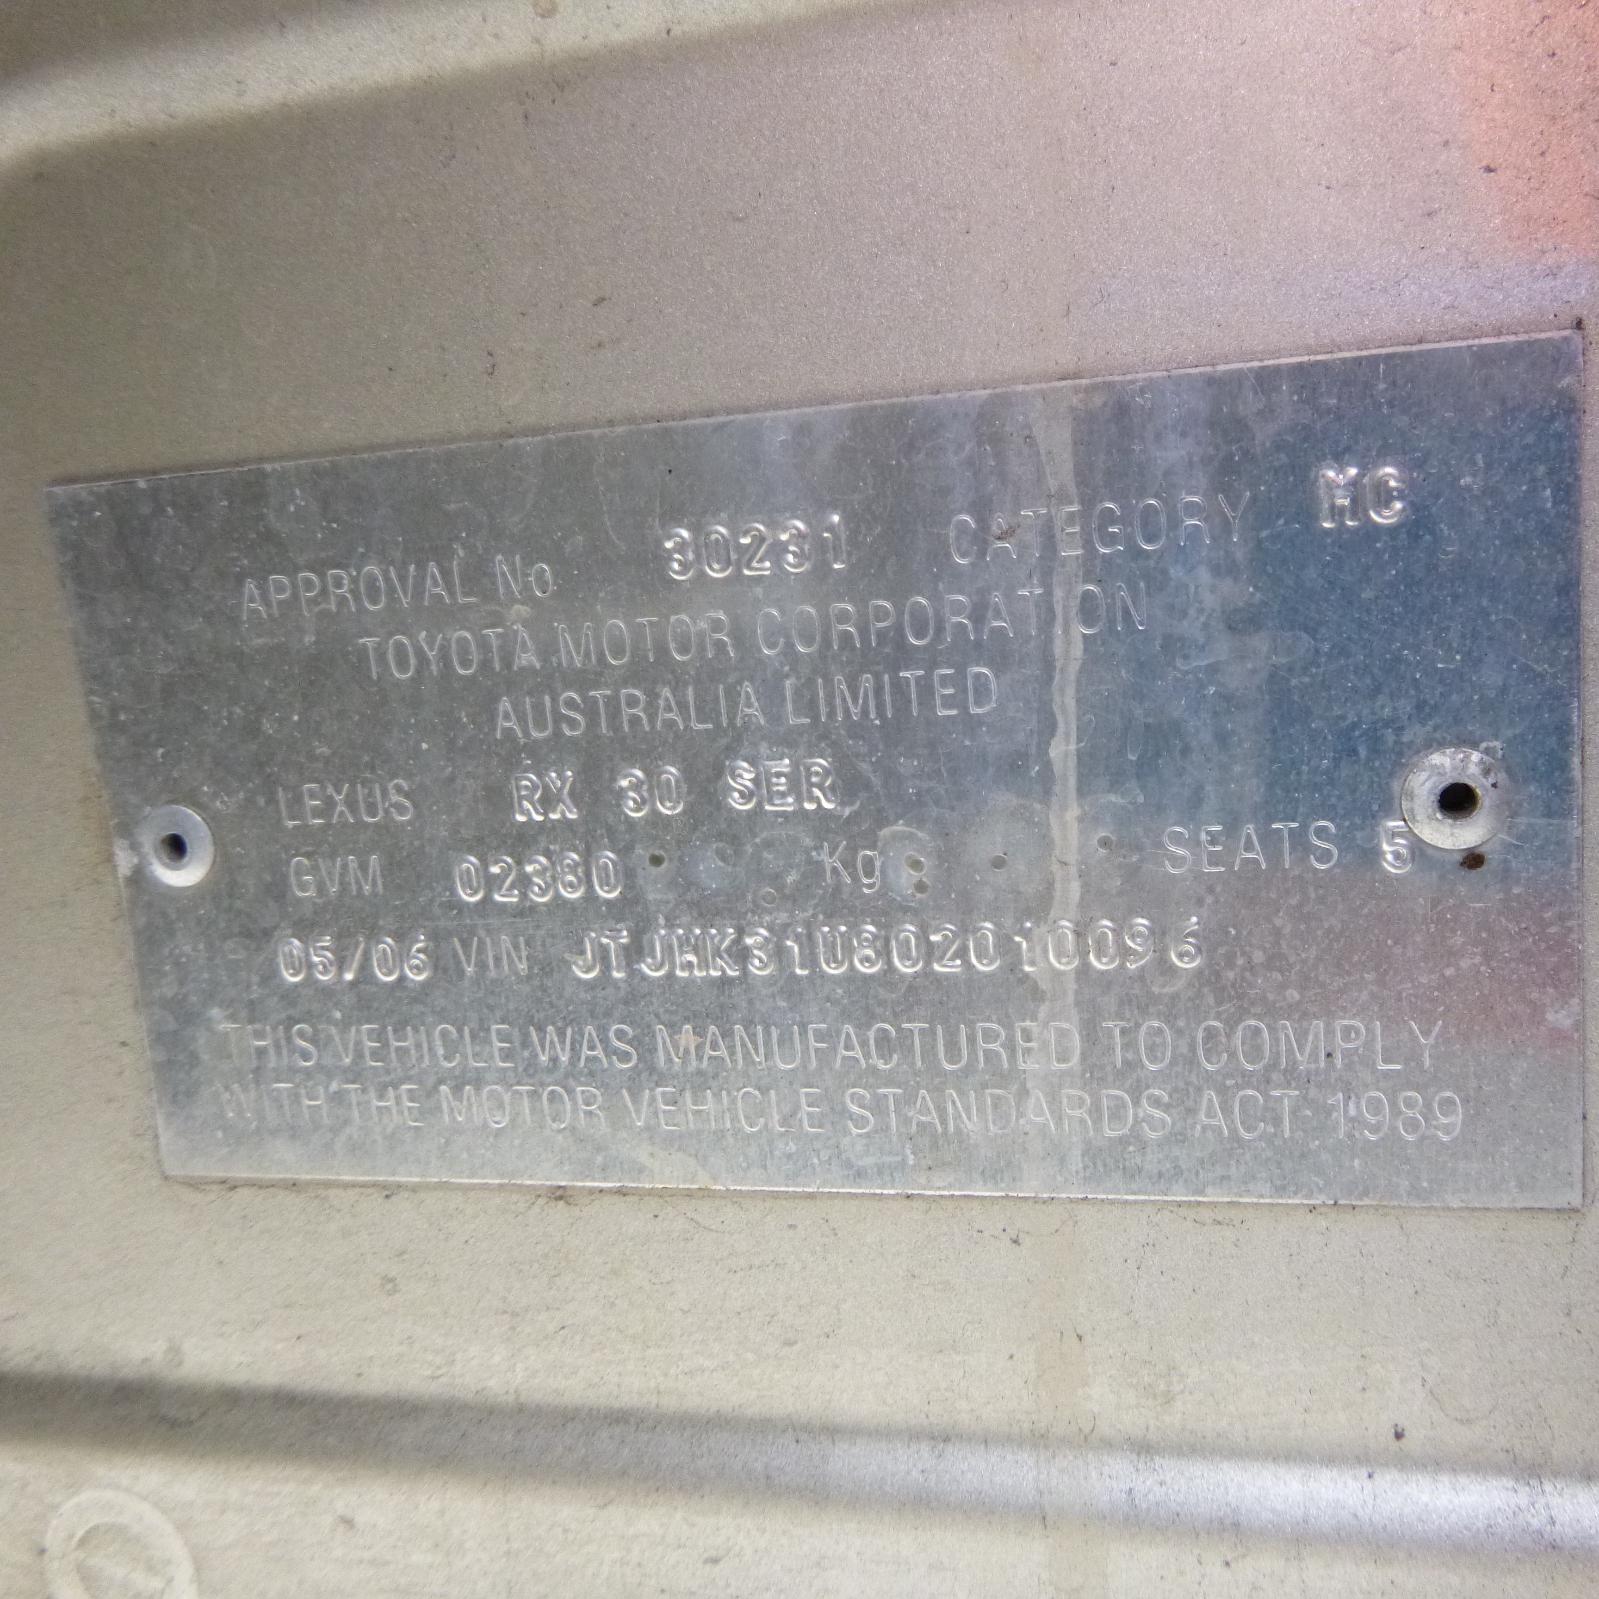 APPROVAL No 30231 CATEGORY MC
TOYOTA MOTOR CORPORATION
AUSTRALIA LIMITED
LEXUS RX 30 SER
GVM 02380 Kg SEATS 5
05/06 VIN JTJHK31U802010096
THIS VEHICLE WAS MANUFACTURED TO COMPLY
WITH THE MOTOR VEHICLE STANDARDS ACT 1989